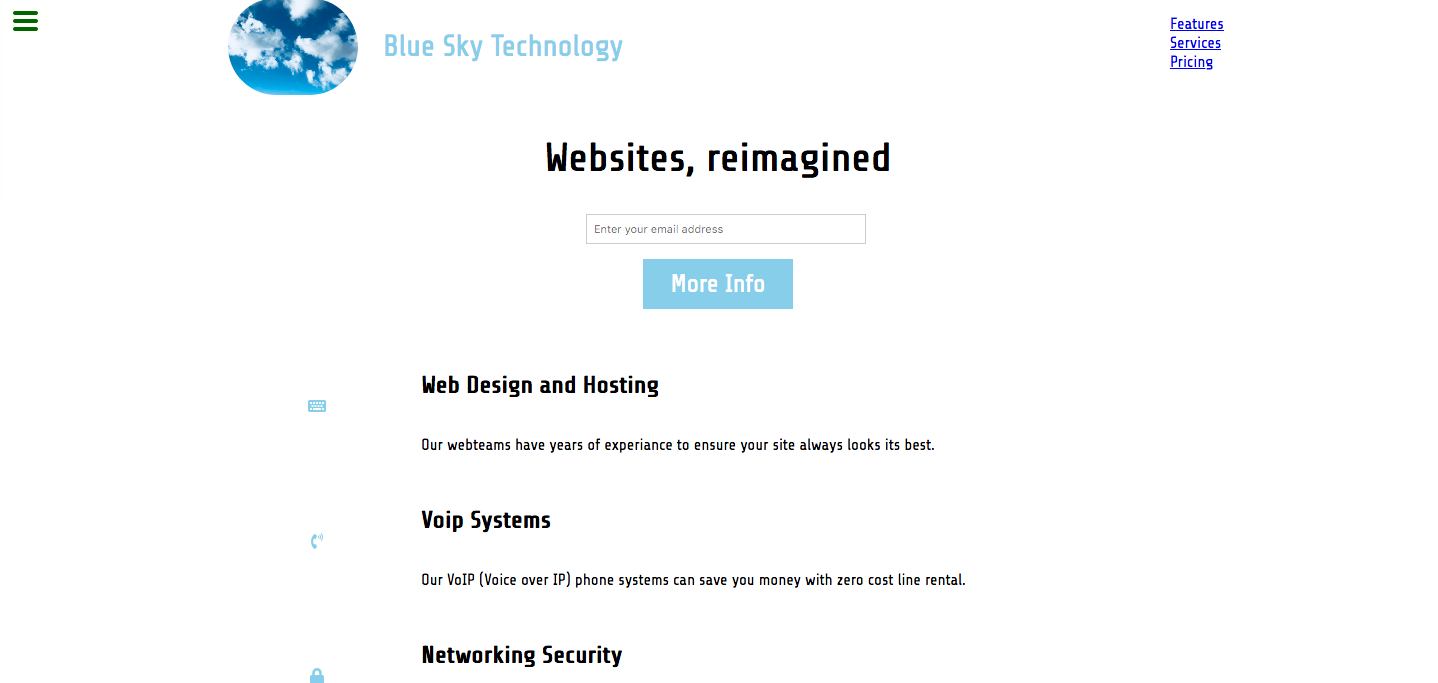 Blue Sky Technology
Features
Services
Pricing
Websites, reimagined
Enter your email address
More Info
Web Design and Hosting
Our webteams have years of experiance to ensure your site always looks its best.
Voip Systems
Our VoIP (Voice over IP) phone systems can save you money with zero cost line rental.
Networking Security